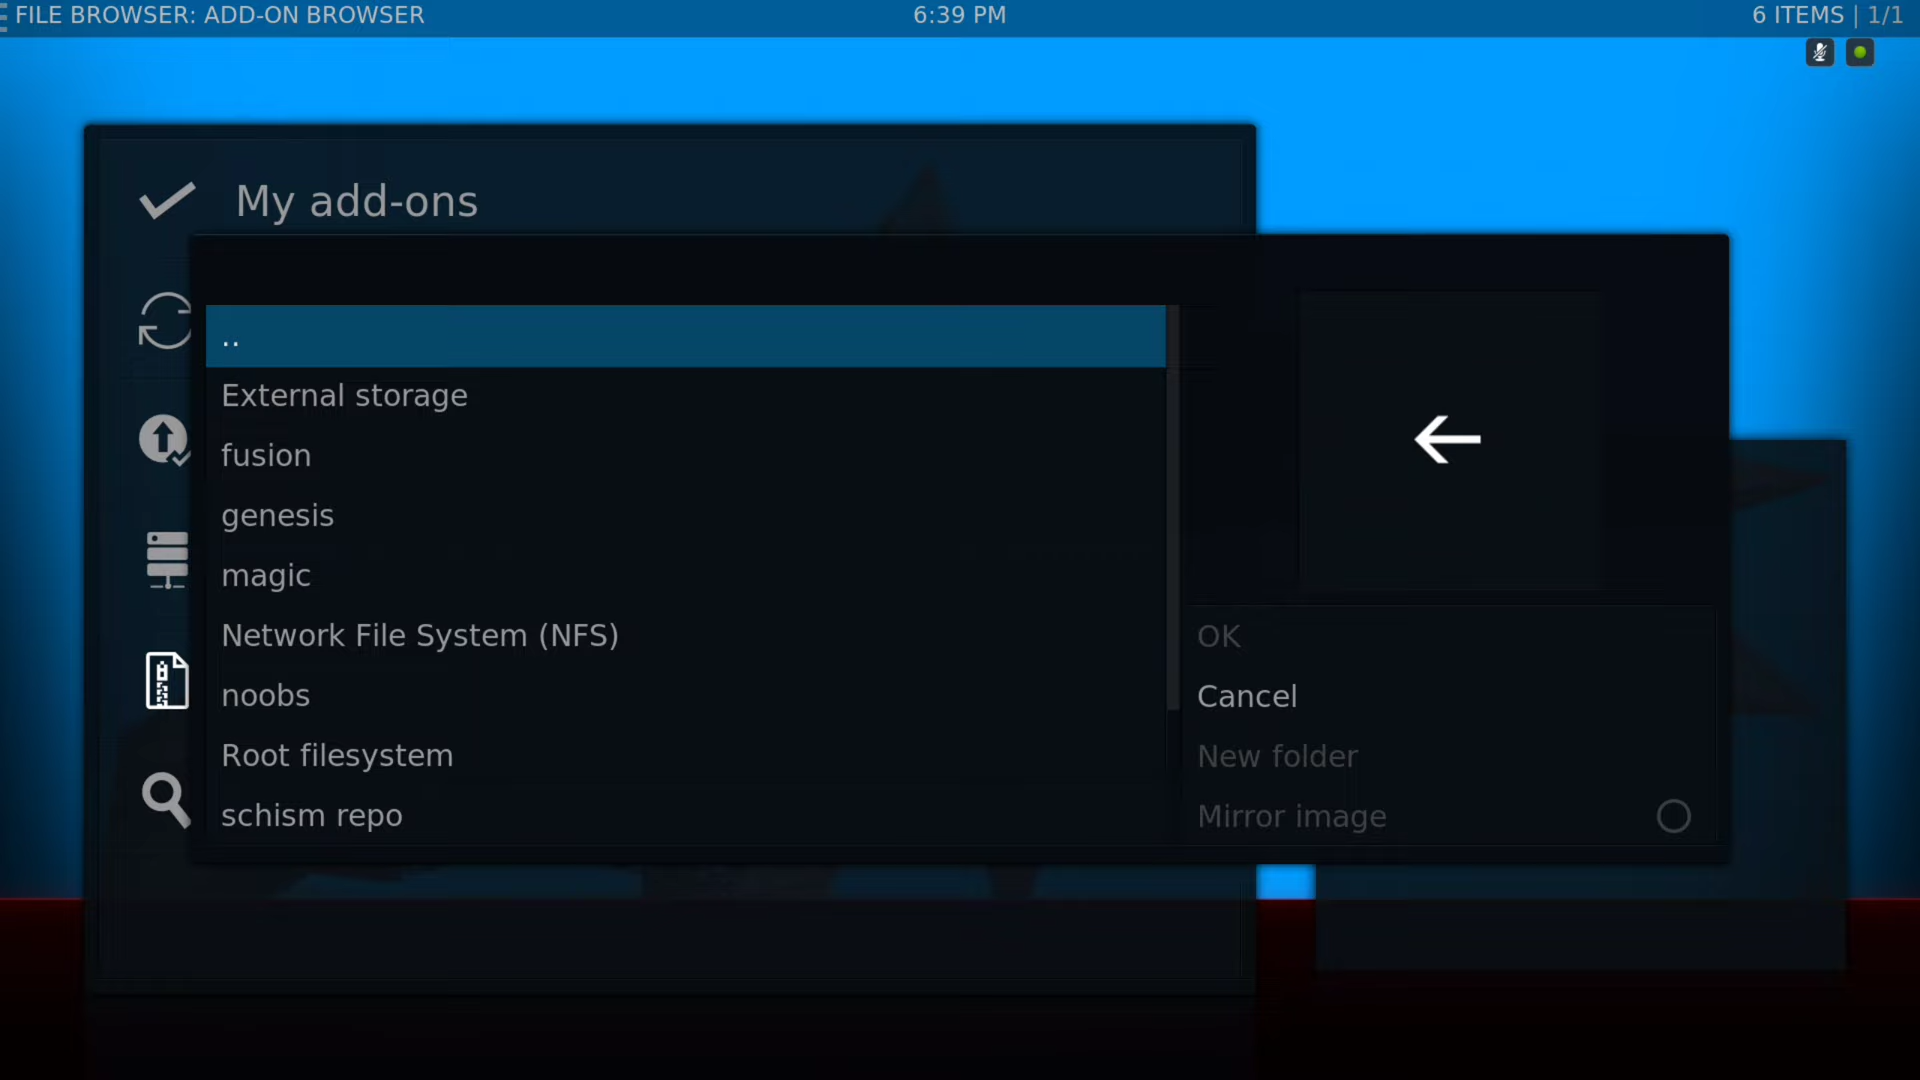 FILE BROWSER: ADD-ON BROWSER
6:39 PM
6 ITEMS | 1/1
My add-ons
..
External storage
fusion
genesis
magic
Network File System (NFS)
noobs
Root filesystem
schism repo
OK
Cancel
New folder
Mirror image